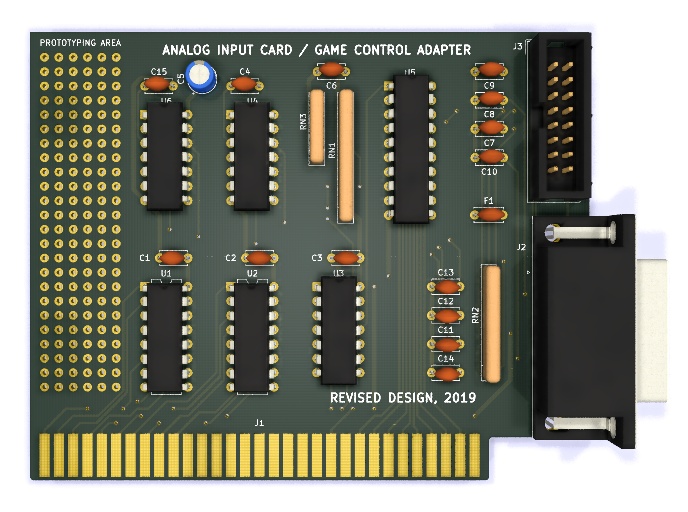 PROTOTYPING AREA
ANALOG INPUT CARD / GAME CONTROL ADAPTER
J3
C15
C5
C4
C6
U5
C9
U6
U4
RN3
RN1
C8
C7
C10
F1
C1
C2
C3
J2
U1
U2
U3
C13
RN2
C12
C11
C14
REVISED DESIGN, 2019
J1